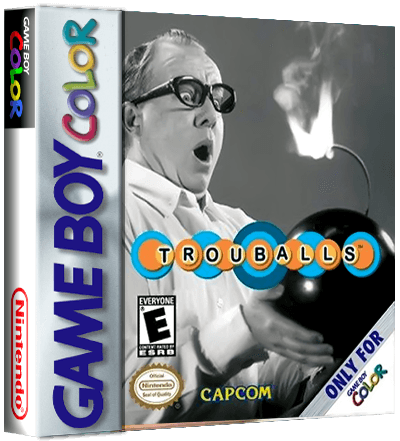 GAME BOY
COLOR
Nintendo
GAME BOY COLOR
TROUBALLS™
EVERYONE
E
CONTENT RATED BY
ESRB
Official
Nintendo
Seal of Quality
CAPCOM
ONLY FOR
GAME BOY
COLOR